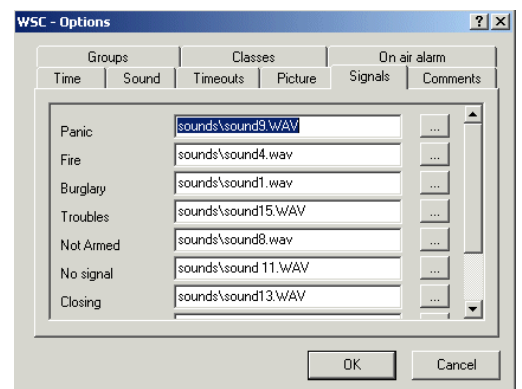 WSC - Options
Groups Classes On air alarm
Time Sound Timeouts Picture Signals Comments
Panic sounds\sound9.WAV ...
Fire sounds\sound4.wav ...
Burglary sounds\sound1.wav ...
Troubles sounds\sound15.WAV ...
Not Armed sounds\sound8.wav ...
No signal sounds\sound 11.WAV ...
Closing sounds\sound13.WAV ...
OK Cancel